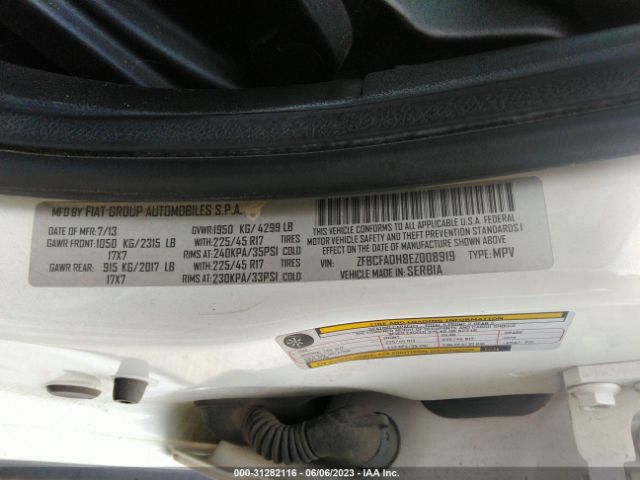 MFD BY FIAT GROUP AUTOMOBILES S.P.A.
DATE OF MFR:7/13 GVWR:1950 KG/ 4299 LB
GAWR FRONT:1050 KG/2315 LB WITH:225/45 R17 TIRES
17X7 RIMS AT:240KPA/35PSI COLD
GAWR REAR: 915 KG/2017 LB WITH:225/45 R17 TIRES
17X7 RIMS AT:230KPA/33PSI COLD
THIS VEHICLE CONFORMS TO ALL APPLICABLE U.S.A. FEDERAL
MOTOR VEHICLE SAFETY AND THEFT PREVENTION STANDARDS IN
EFFECT ON THE DATE OF MANUFACTURE SHOWN ABOVE.
VIN: ZFBCFADH8EZ008919 TYPE: MPV
VEHICLE MADE IN: SERBIA
TIRE AND LOADING INFORMATION
225/45 R17 225/45 R17
000-31282116 - 06/06/2023 - IAA Inc.